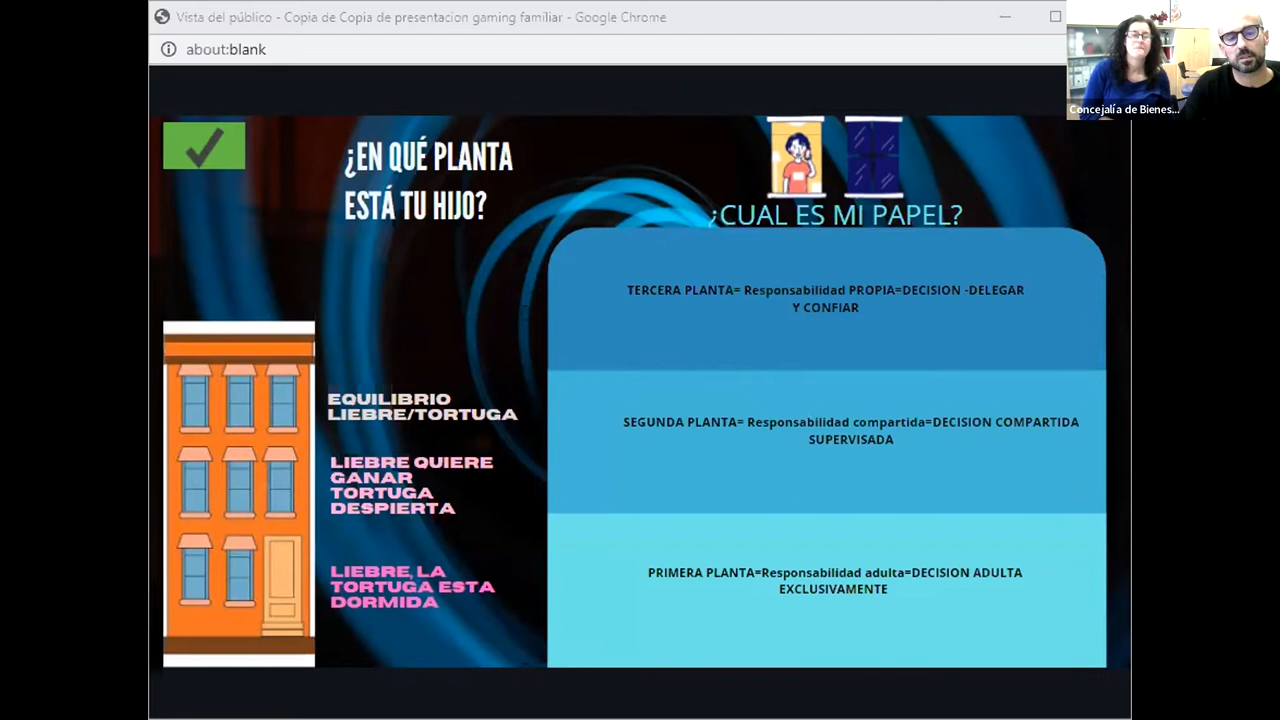 Vista del público - Copia de Copia de presentacion gaming familiar - Google Chrome
about:blank
Concejalía de Bienes...
¿EN QUÉ PLANTA
ESTÁ TU HIJO?
¿CUAL ES MI PAPEL?
TERCERA PLANTA= Responsabilidad PROPIA=DECISION -DELEGAR
Y CONFIAR
EQUILIBRIO
LIEBRE/TORTUGA
SEGUNDA PLANTA= Responsabilidad compartida=DECISION COMPARTIDA
SUPERVISADA
LIEBRE QUIERE
GANAR
TORTUGA
DESPIERTA
LIEBRE, LA
TORTUGA ESTA
DORMIDA
PRIMERA PLANTA=Responsabilidad adulta=DECISION ADULTA
EXCLUSIVAMENTE